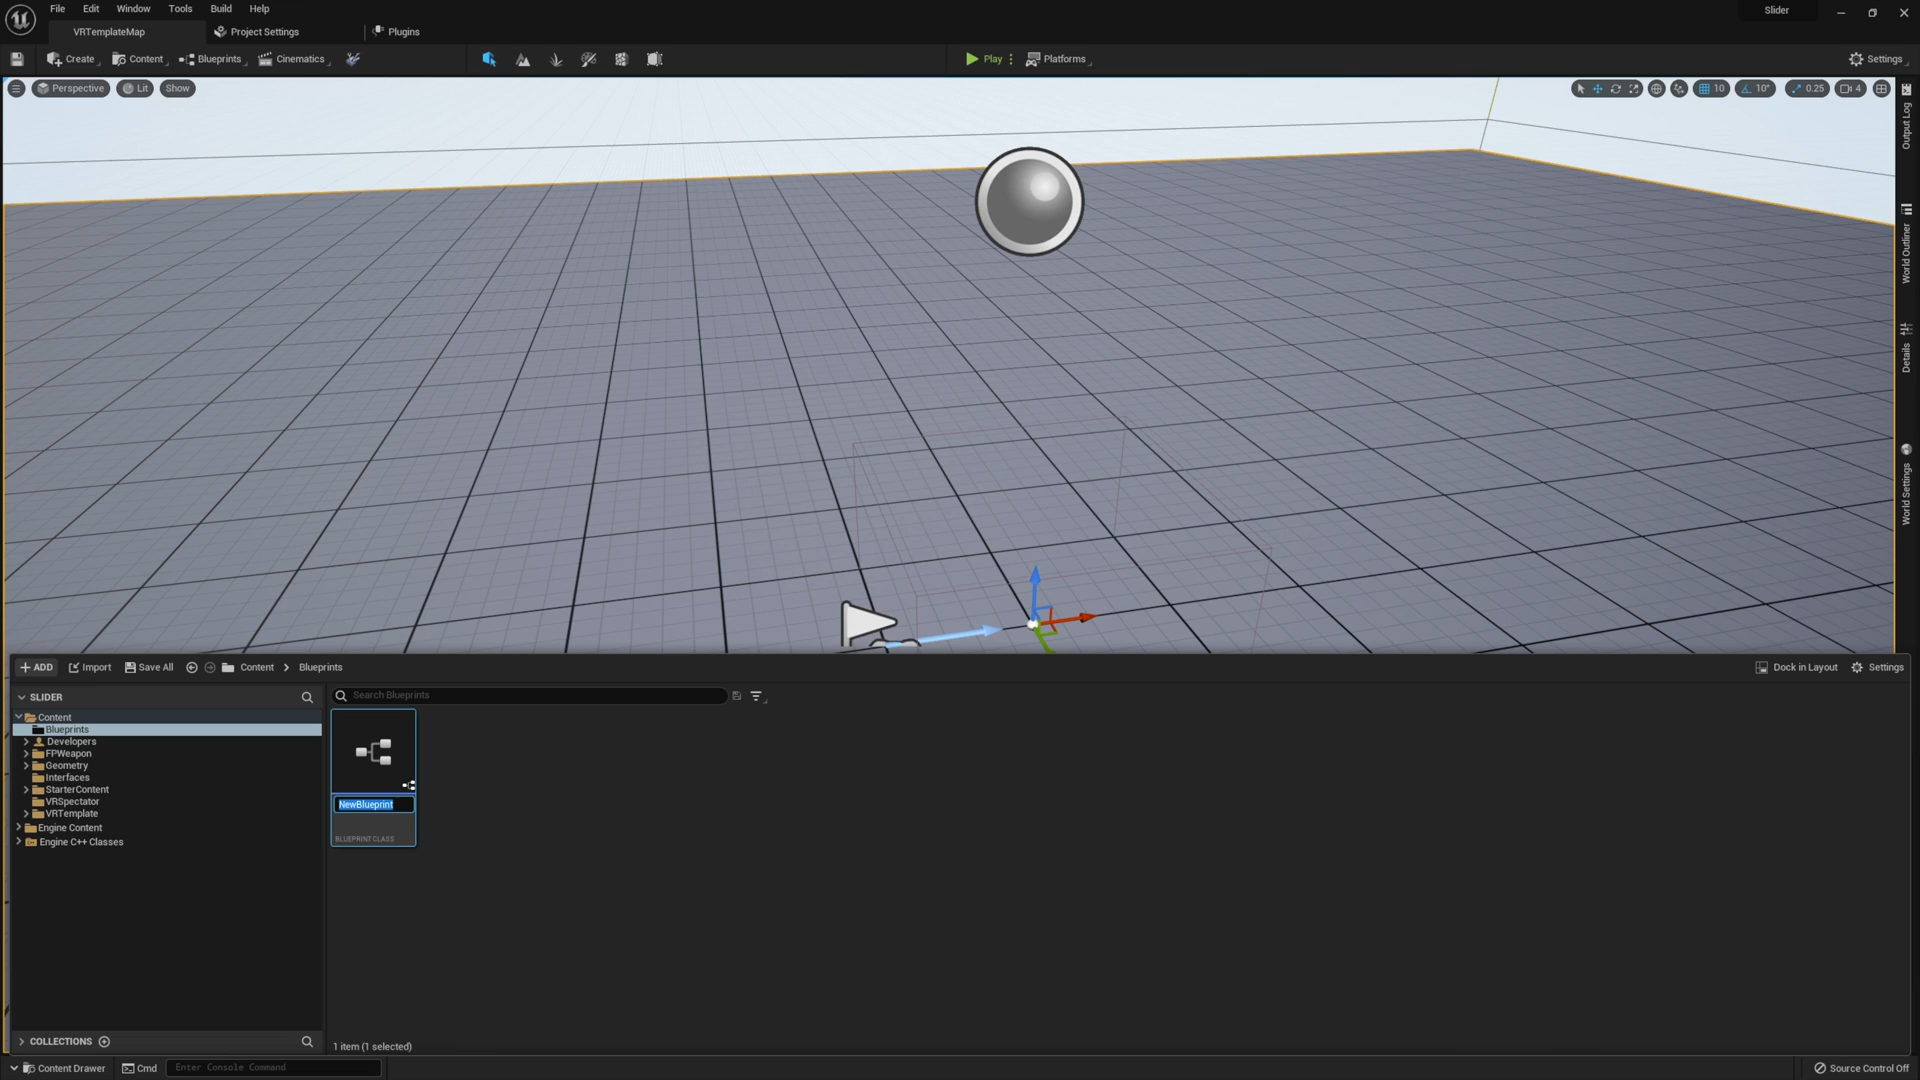 File Edit Window Tools Build Help
Slider
VRTemplateMap
Project Settings
Plugins
Create
Content
Blueprints
Cinematics
Play
Platforms
Settings
Perspective
Lit
Show
10
10°
0.25
4
Output Log
World Outliner
Details
World Settings
+ ADD
Import
Save All
Content
Blueprints
Dock in Layout
Settings
SLIDER
Search Blueprints
Content
Blueprints
Developers
FPWeapon
Geometry
Interfaces
StarterContent
VRSpectator
VRTemplate
Engine Content
Engine C++ Classes
NewBlueprint
BLUEPRINT CLASS
COLLECTIONS
1 item (1 selected)
Content Drawer
Cmd
Enter Console Command
Source Control Off